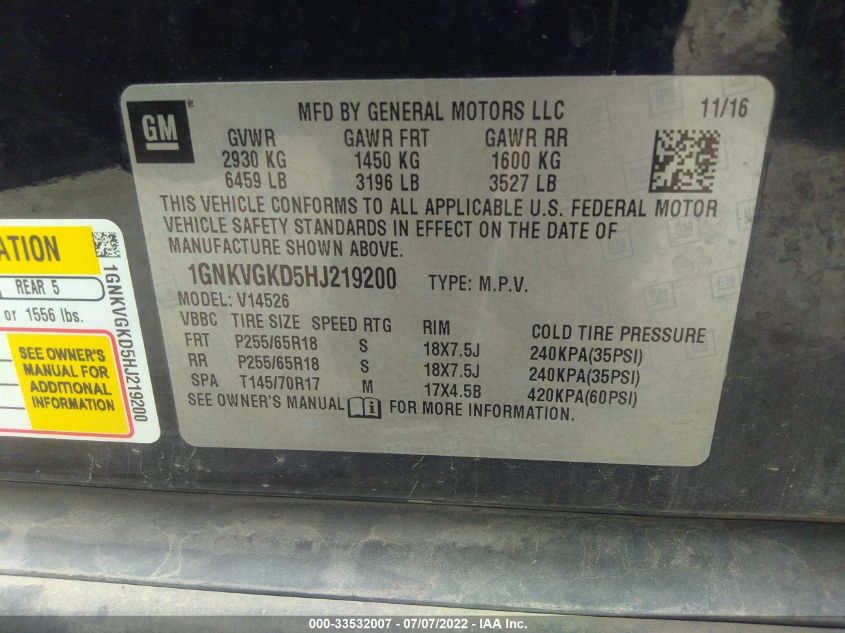 GM
MFD BY GENERAL MOTORS LLC 11/16
GVWR GAWR FRT GAWR RR
2930 KG 1450 KG 1600 KG
6459 LB 3196 LB 3527 LB
THIS VEHICLE CONFORMS TO ALL APPLICABLE U.S. FEDERAL MOTOR
VEHICLE SAFETY STANDARDS IN EFFECT ON THE DATE OF
MANUFACTURE SHOWN ABOVE.
1GNKVGKD5HJ219200 TYPE: M.P.V.
MODEL: V14526
VBBC TIRE SIZE SPEED RTG RIM COLD TIRE PRESSURE
FRT P255/65R18 S 18X7.5J 240KPA(35PSI)
RR P255/65R18 S 18X7.5J 240KPA(35PSI)
SPA T145/70R17 M 17X4.5B 420KPA(60PSI)
SEE OWNER'S MANUAL FOR MORE INFORMATION.
ATION
REAR 5
or 1556 lbs.
SEE OWNER'S
MANUAL FOR
ADDITIONAL
INFORMATION
1GNKVGKD5HJ219200
000-33532007 - 07/07/2022 - IAA Inc.